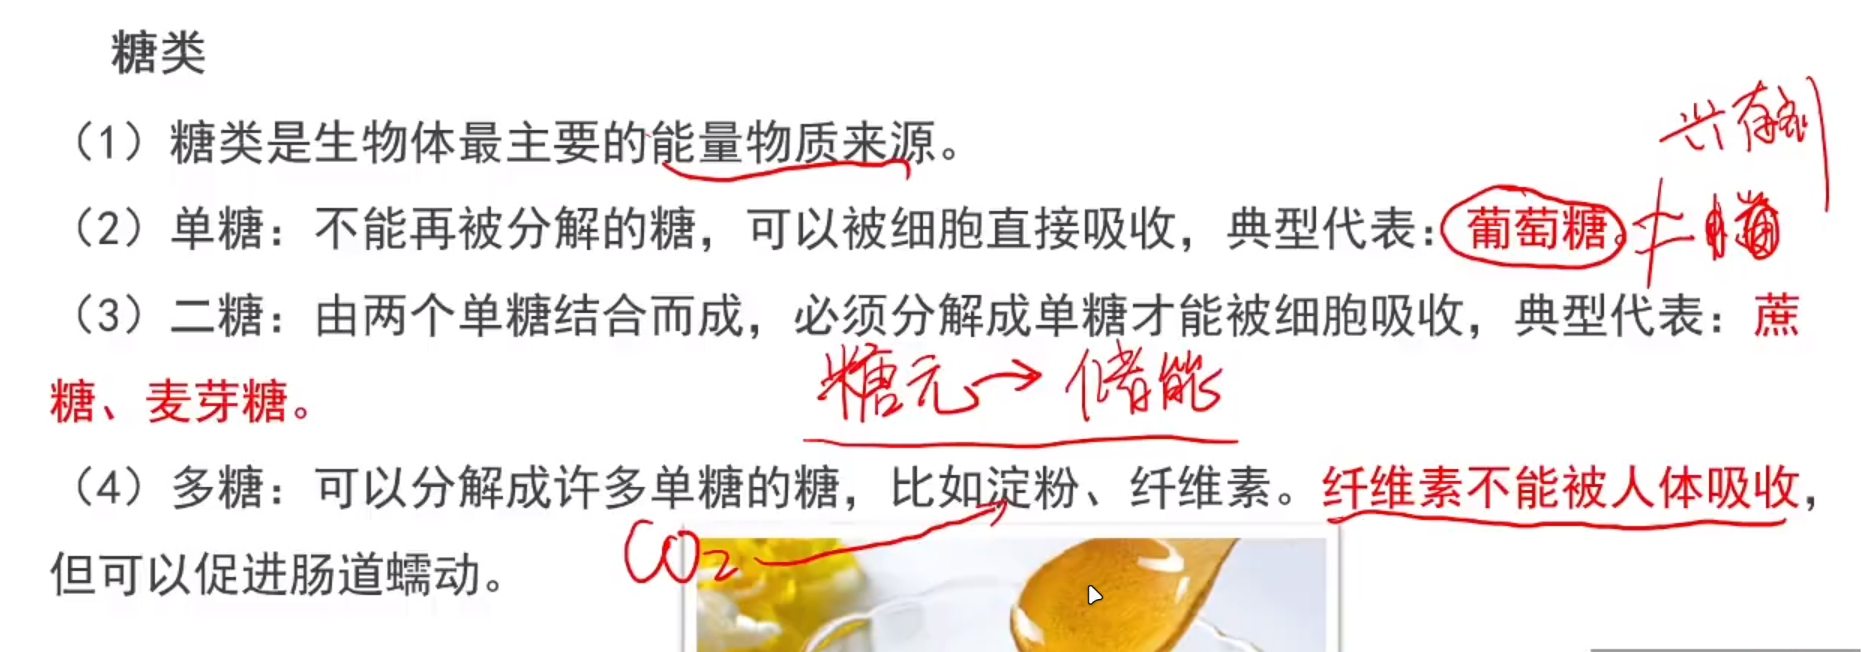 糖类
（1）糖类是生物体最主要的能量物质来源。
（2）单糖：不能再被分解的糖，可以被细胞直接吸收，典型代表：葡萄糖。
（3）二糖：由两个单糖结合而成，必须分解成单糖才能被细胞吸收，典型代表：蔗
糖、麦芽糖。
糖元→储能
（4）多糖：可以分解成许多单糖的糖，比如淀粉、纤维素。纤维素不能被人体吸收，
但可以促进肠道蠕动。
CO2